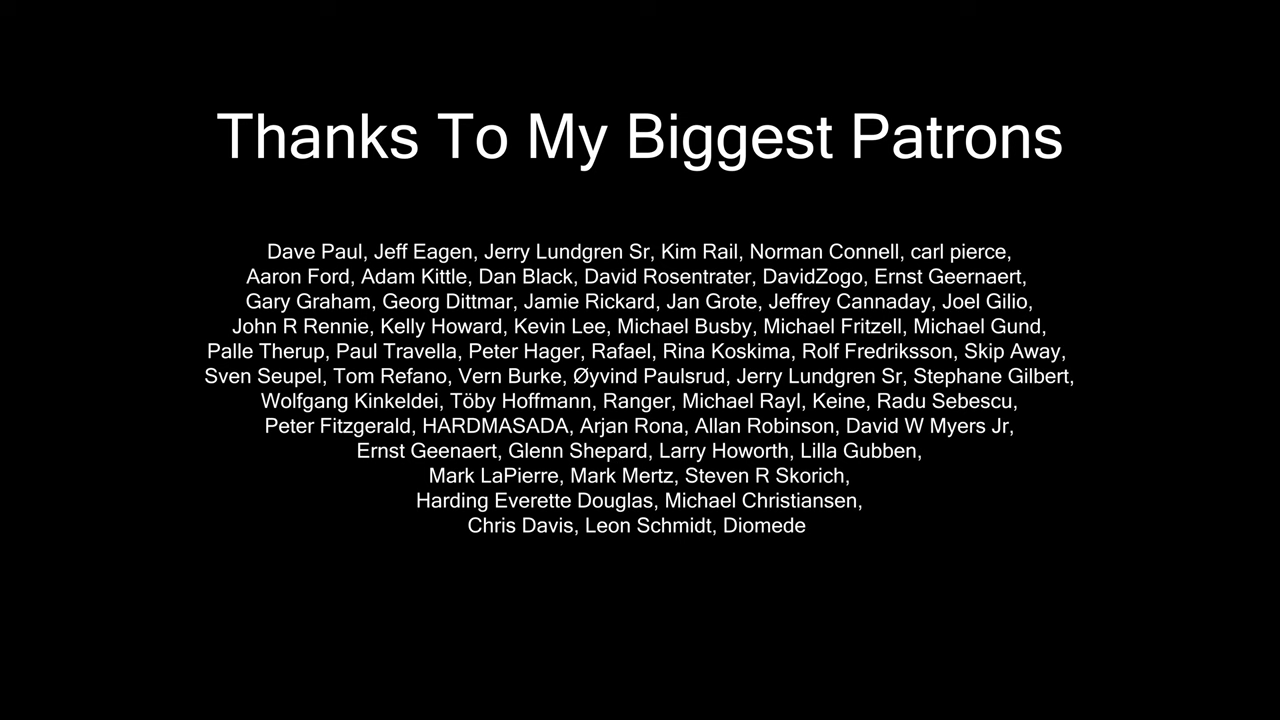 Thanks To My Biggest Patrons
Dave Paul, Jeff Eagen, Jerry Lundgren Sr, Kim Rail, Norman Connell, carl pierce,
Aaron Ford, Adam Kittle, Dan Black, David Rosentrater, DavidZogo, Ernst Geernaert,
Gary Graham, Georg Dittmar, Jamie Rickard, Jan Grote, Jeffrey Cannaday, Joel Gilio,
John R Rennie, Kelly Howard, Kevin Lee, Michael Busby, Michael Fritzell, Michael Gund,
Palle Therup, Paul Travella, Peter Hager, Rafael, Rina Koskima, Rolf Fredriksson, Skip Away,
Sven Seupel, Tom Refano, Vern Burke, Øyvind Paulsrud, Jerry Lundgren Sr, Stephane Gilbert,
Wolfgang Kinkeldei, Töby Hoffmann, Ranger, Michael Rayl, Keine, Radu Sebescu,
Peter Fitzgerald, HARDMASADA, Arjan Rona, Allan Robinson, David W Myers Jr,
Ernst Geenaert, Glenn Shepard, Larry Howorth, Lilla Gubben,
Mark LaPierre, Mark Mertz, Steven R Skorich,
Harding Everette Douglas, Michael Christiansen,
Chris Davis, Leon Schmidt, Diomede